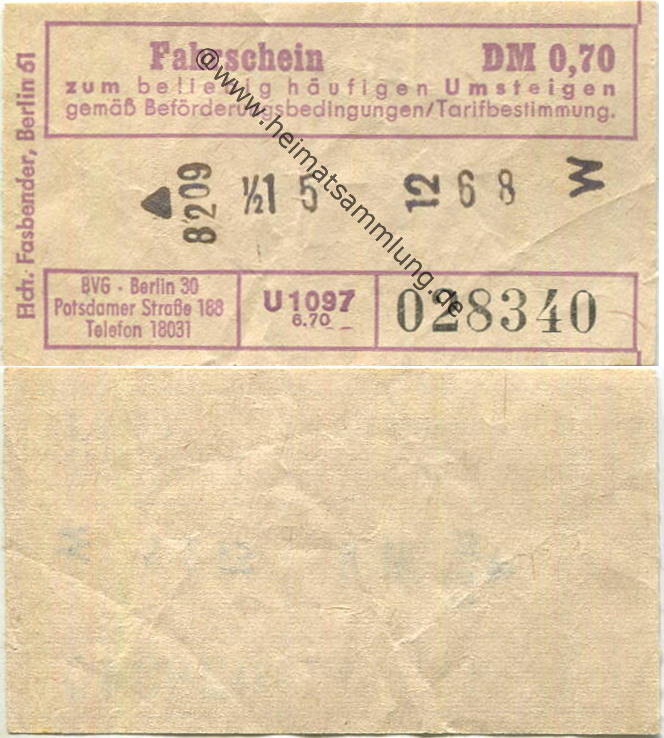 Fahrschein DM 0,70
zum beliebig häufigen Umsteigen
gemäß Beförderungsbedingungen/Tarifbestimmung.
Hch. Fasbender, Berlin 61
8209 ½1 5 12 6 8 W
BVG - Berlin 30
Potsdamer Straße 188
Telefon 18031
U1097
6.70
028340
@www.heimatsammlung.de